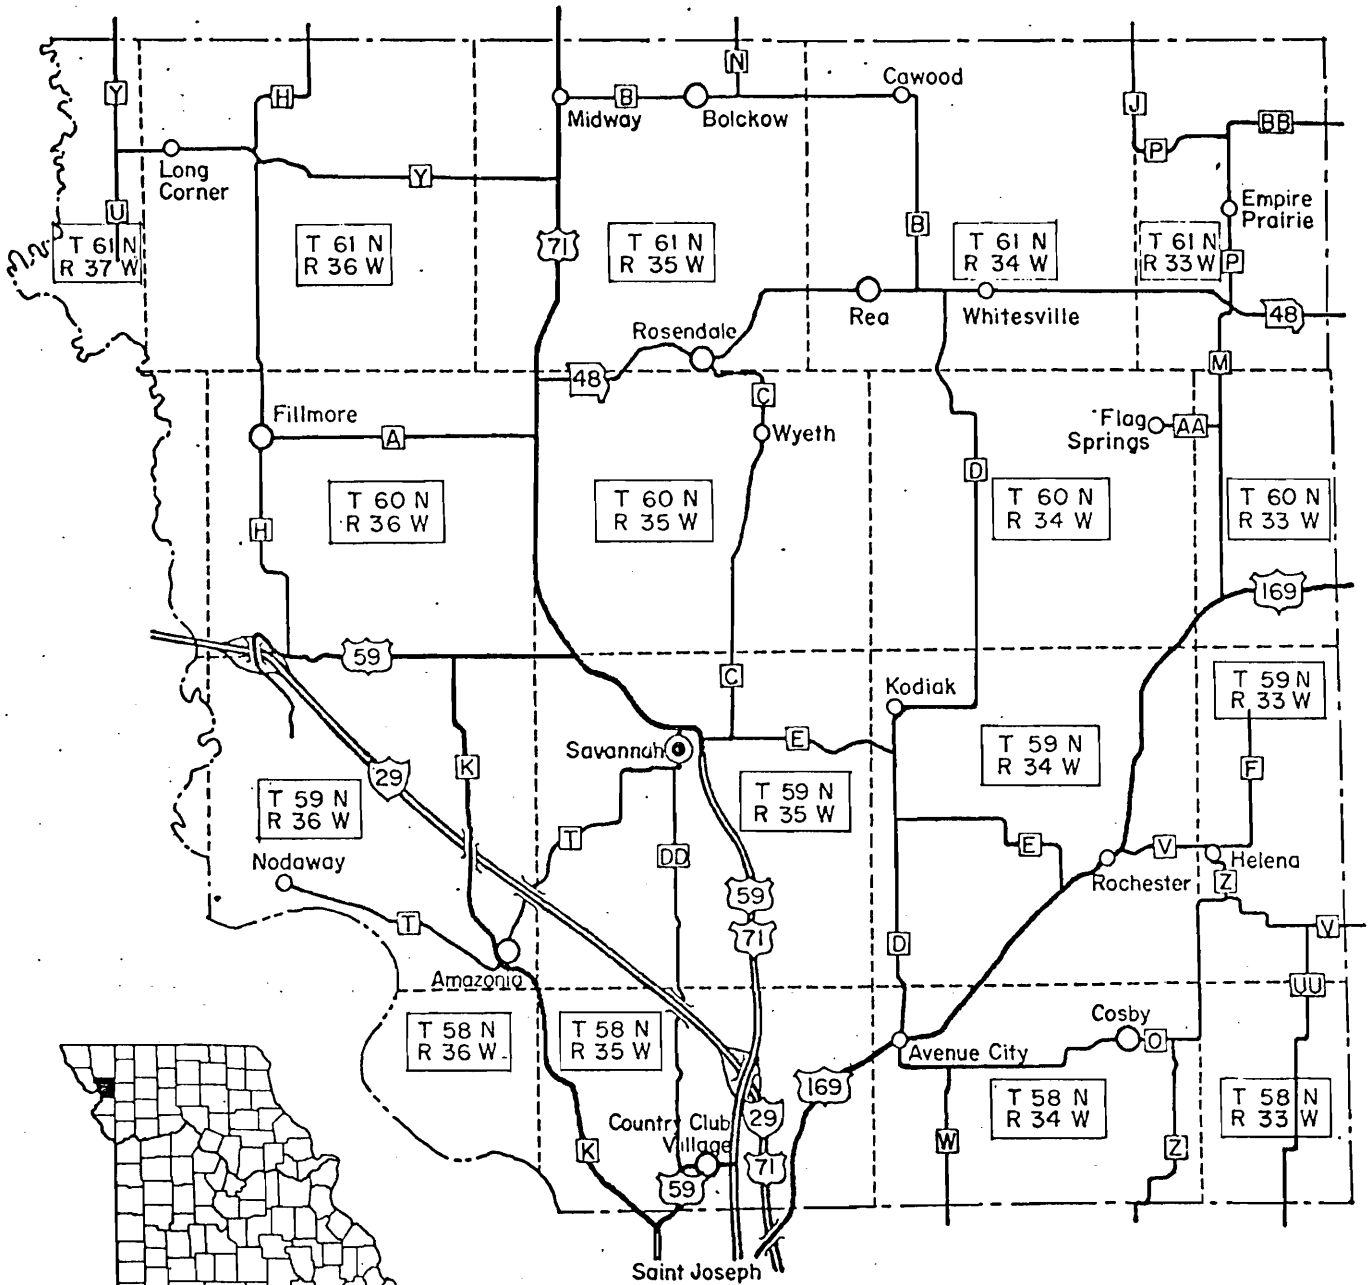 N
Cawood
Y
H
B
Midway
Bolckow
J
BB
P
Long
Corner
Y
Empire
Prairie
U
B
T 61 N
R 37 W
T 61 N
R 36 W
71
T 61 N
R 35 W
T 61 N
R 34 W
T 61 N
R 33 W
P
Rea
Whitesville
48
Rosendale
48
M
C
Fillmore
A
Wyeth
Flag
Springs
AA
D
T 60 N
R 36 W
T 60 N
R 35 W
T 60 N
R 34 W
T 60 N
R 33 W
H
169
59
C
Kodiak
T 59 N
R 33 W
Savannah
E
T 59 N
R 34 W
K
29
F
T 59 N
R 36 W
T 59 N
R 35 W
T
DD
E
V
Nodaway
Rochester
Helena
Z
59
71
T
D
V
Amazonia
UU
T 58 N
R 36 W
T 58 N
R 35 W
Cosby
O
Avenue City
169
T 58 N
R 34 W
T 58 N
R 33 W
29
Country Club
Village
W
K
71
Z
59
Saint Joseph